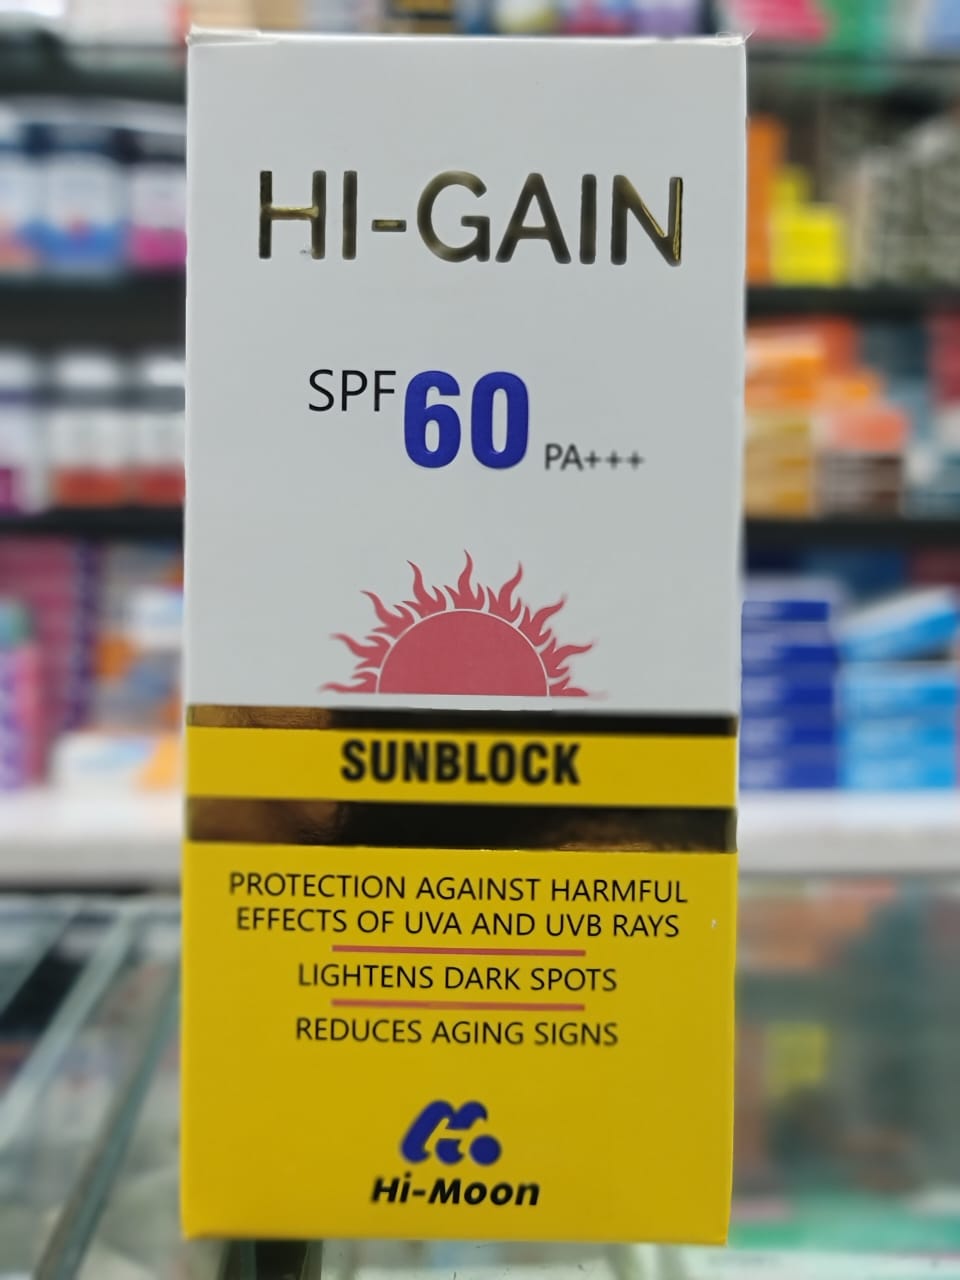 HI-GAIN
SPF 60 PA+++
SUNBLOCK
PROTECTION AGAINST HARMFUL
EFFECTS OF UVA AND UVB RAYS
LIGHTENS DARK SPOTS
REDUCES AGING SIGNS
Hi-Moon